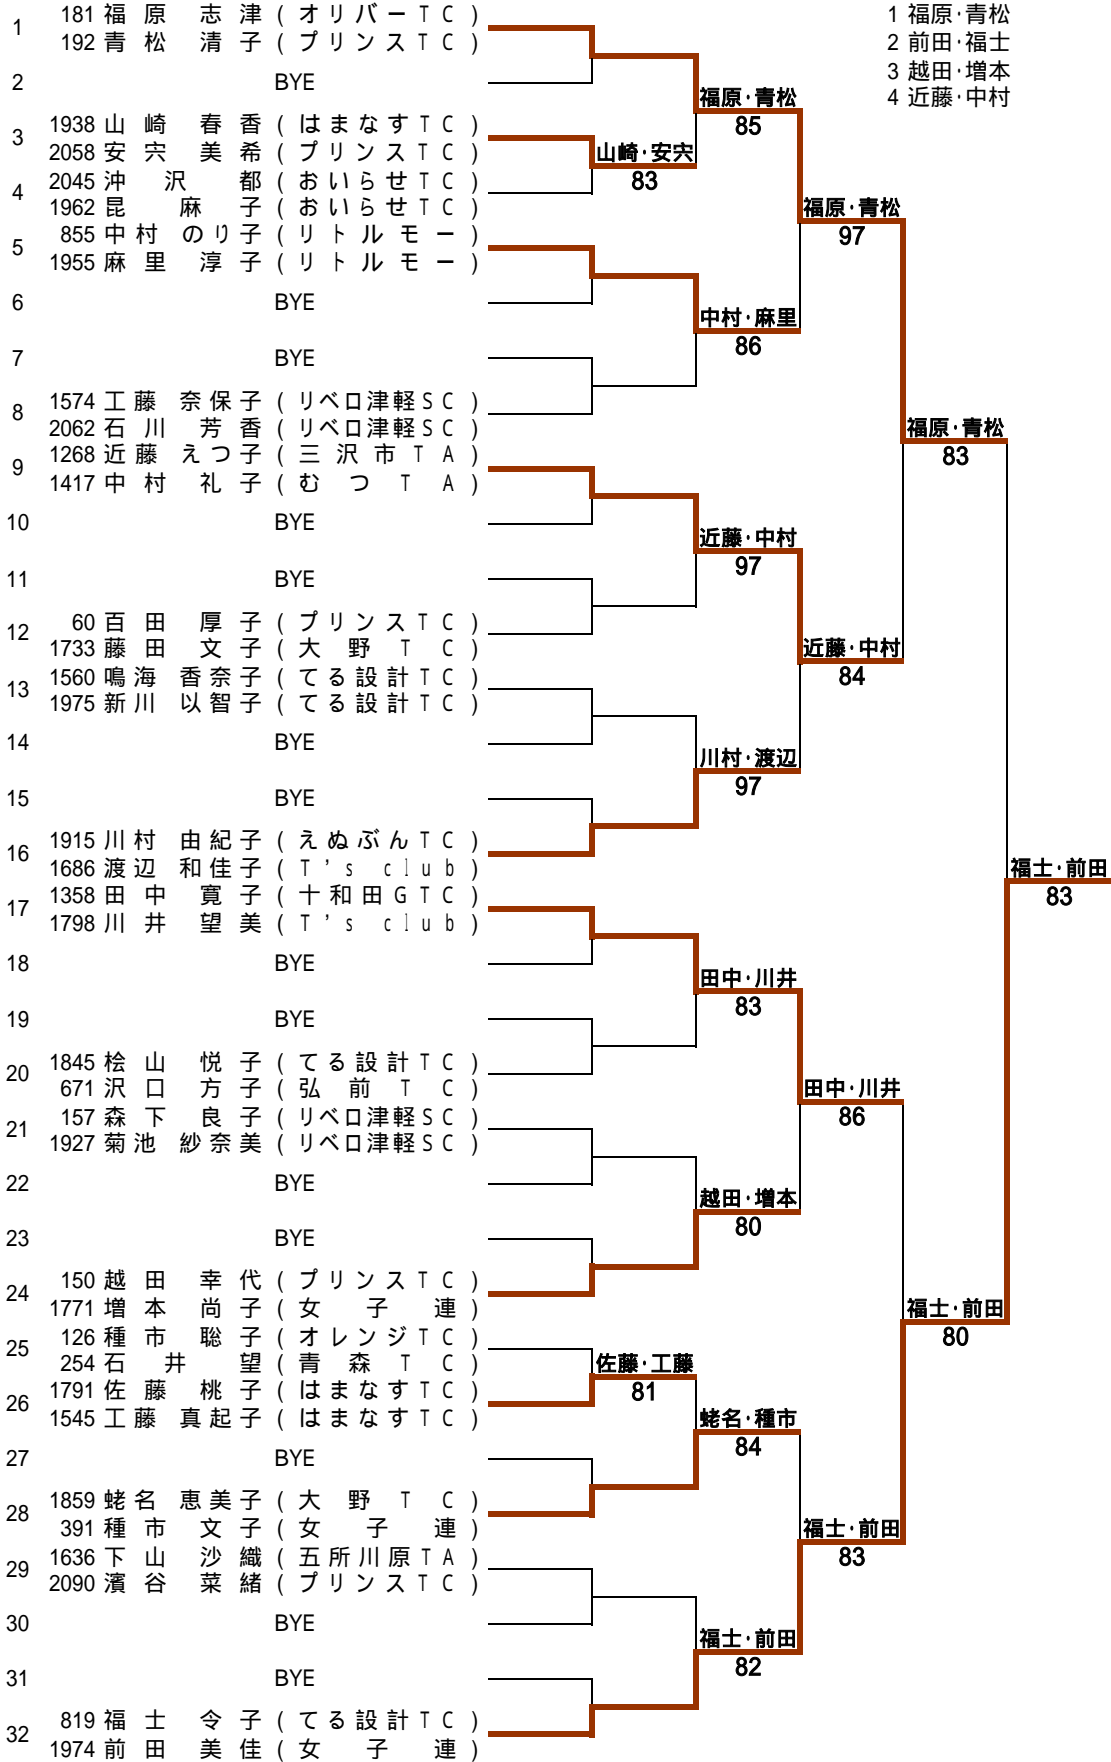 1 福原・青松
2 前田・福士
3 越田・増本
4 近藤・中村
1 181 福原 志津 ( オリバーTC )
192 青松 清子 ( プリンスTC )
2 BYE
3 1938 山崎 春香 ( はまなすTC )
2058 安宍 美希 ( プリンスTC )
4 2045 沖沢 都 ( おいらせTC )
1962 昆 麻子 ( おいらせTC )
5 855 中村 のり子 ( リトルモー )
1955 麻里 淳子 ( リトルモー )
6 BYE
7 BYE
8 1574 工藤 奈保子 ( リベロ津軽SC )
2062 石川 芳香 ( リベロ津軽SC )
9 1268 近藤 えつ子 ( 三沢市TA )
1417 中村 礼子 ( むつTA )
10 BYE
11 BYE
12 60 百田 厚子 ( プリンスTC )
1733 藤田 文子 ( 大野TC )
13 1560 鳴海 香奈子 ( てる設計TC )
1975 新川 以智子 ( てる設計TC )
14 BYE
15 BYE
16 1915 川村 由紀子 ( えぬぶんTC )
1686 渡辺 和佳子 ( T's club )
17 1358 田中 寛子 ( 十和田GTC )
1798 川井 望美 ( T's club )
18 BYE
19 BYE
20 1845 桧山 悦子 ( てる設計TC )
671 沢口 方子 ( 弘前TC )
21 157 森下 良子 ( リベロ津軽SC )
1927 菊池 紗奈美 ( リベロ津軽SC )
22 BYE
23 BYE
24 150 越田 幸代 ( プリンスTC )
1771 増本 尚子 ( 女子連 )
25 126 種市 聡子 ( オレンジTC )
254 石井 望 ( 青森TC )
26 1791 佐藤 桃子 ( はまなすTC )
1545 工藤 真起子 ( はまなすTC )
27 BYE
28 1859 蛯名 恵美子 ( 大野TC )
391 種市 文子 ( 女子連 )
29 1636 下山 沙織 ( 五所川原TA )
2090 濱谷 菜緒 ( プリンスTC )
30 BYE
31 BYE
32 819 福士 令子 ( てる設計TC )
1974 前田 美佳 ( 女子連 )
山崎・安宍
83
佐藤・工藤
81
福原・青松
85
中村・麻里
86
近藤・中村
97
川村・渡辺
97
田中・川井
83
越田・増本
80
蛯名・種市
84
福士・前田
82
福原・青松
97
近藤・中村
84
田中・川井
86
福士・前田
83
福原・青松
83
福士・前田
80
福士・前田
83